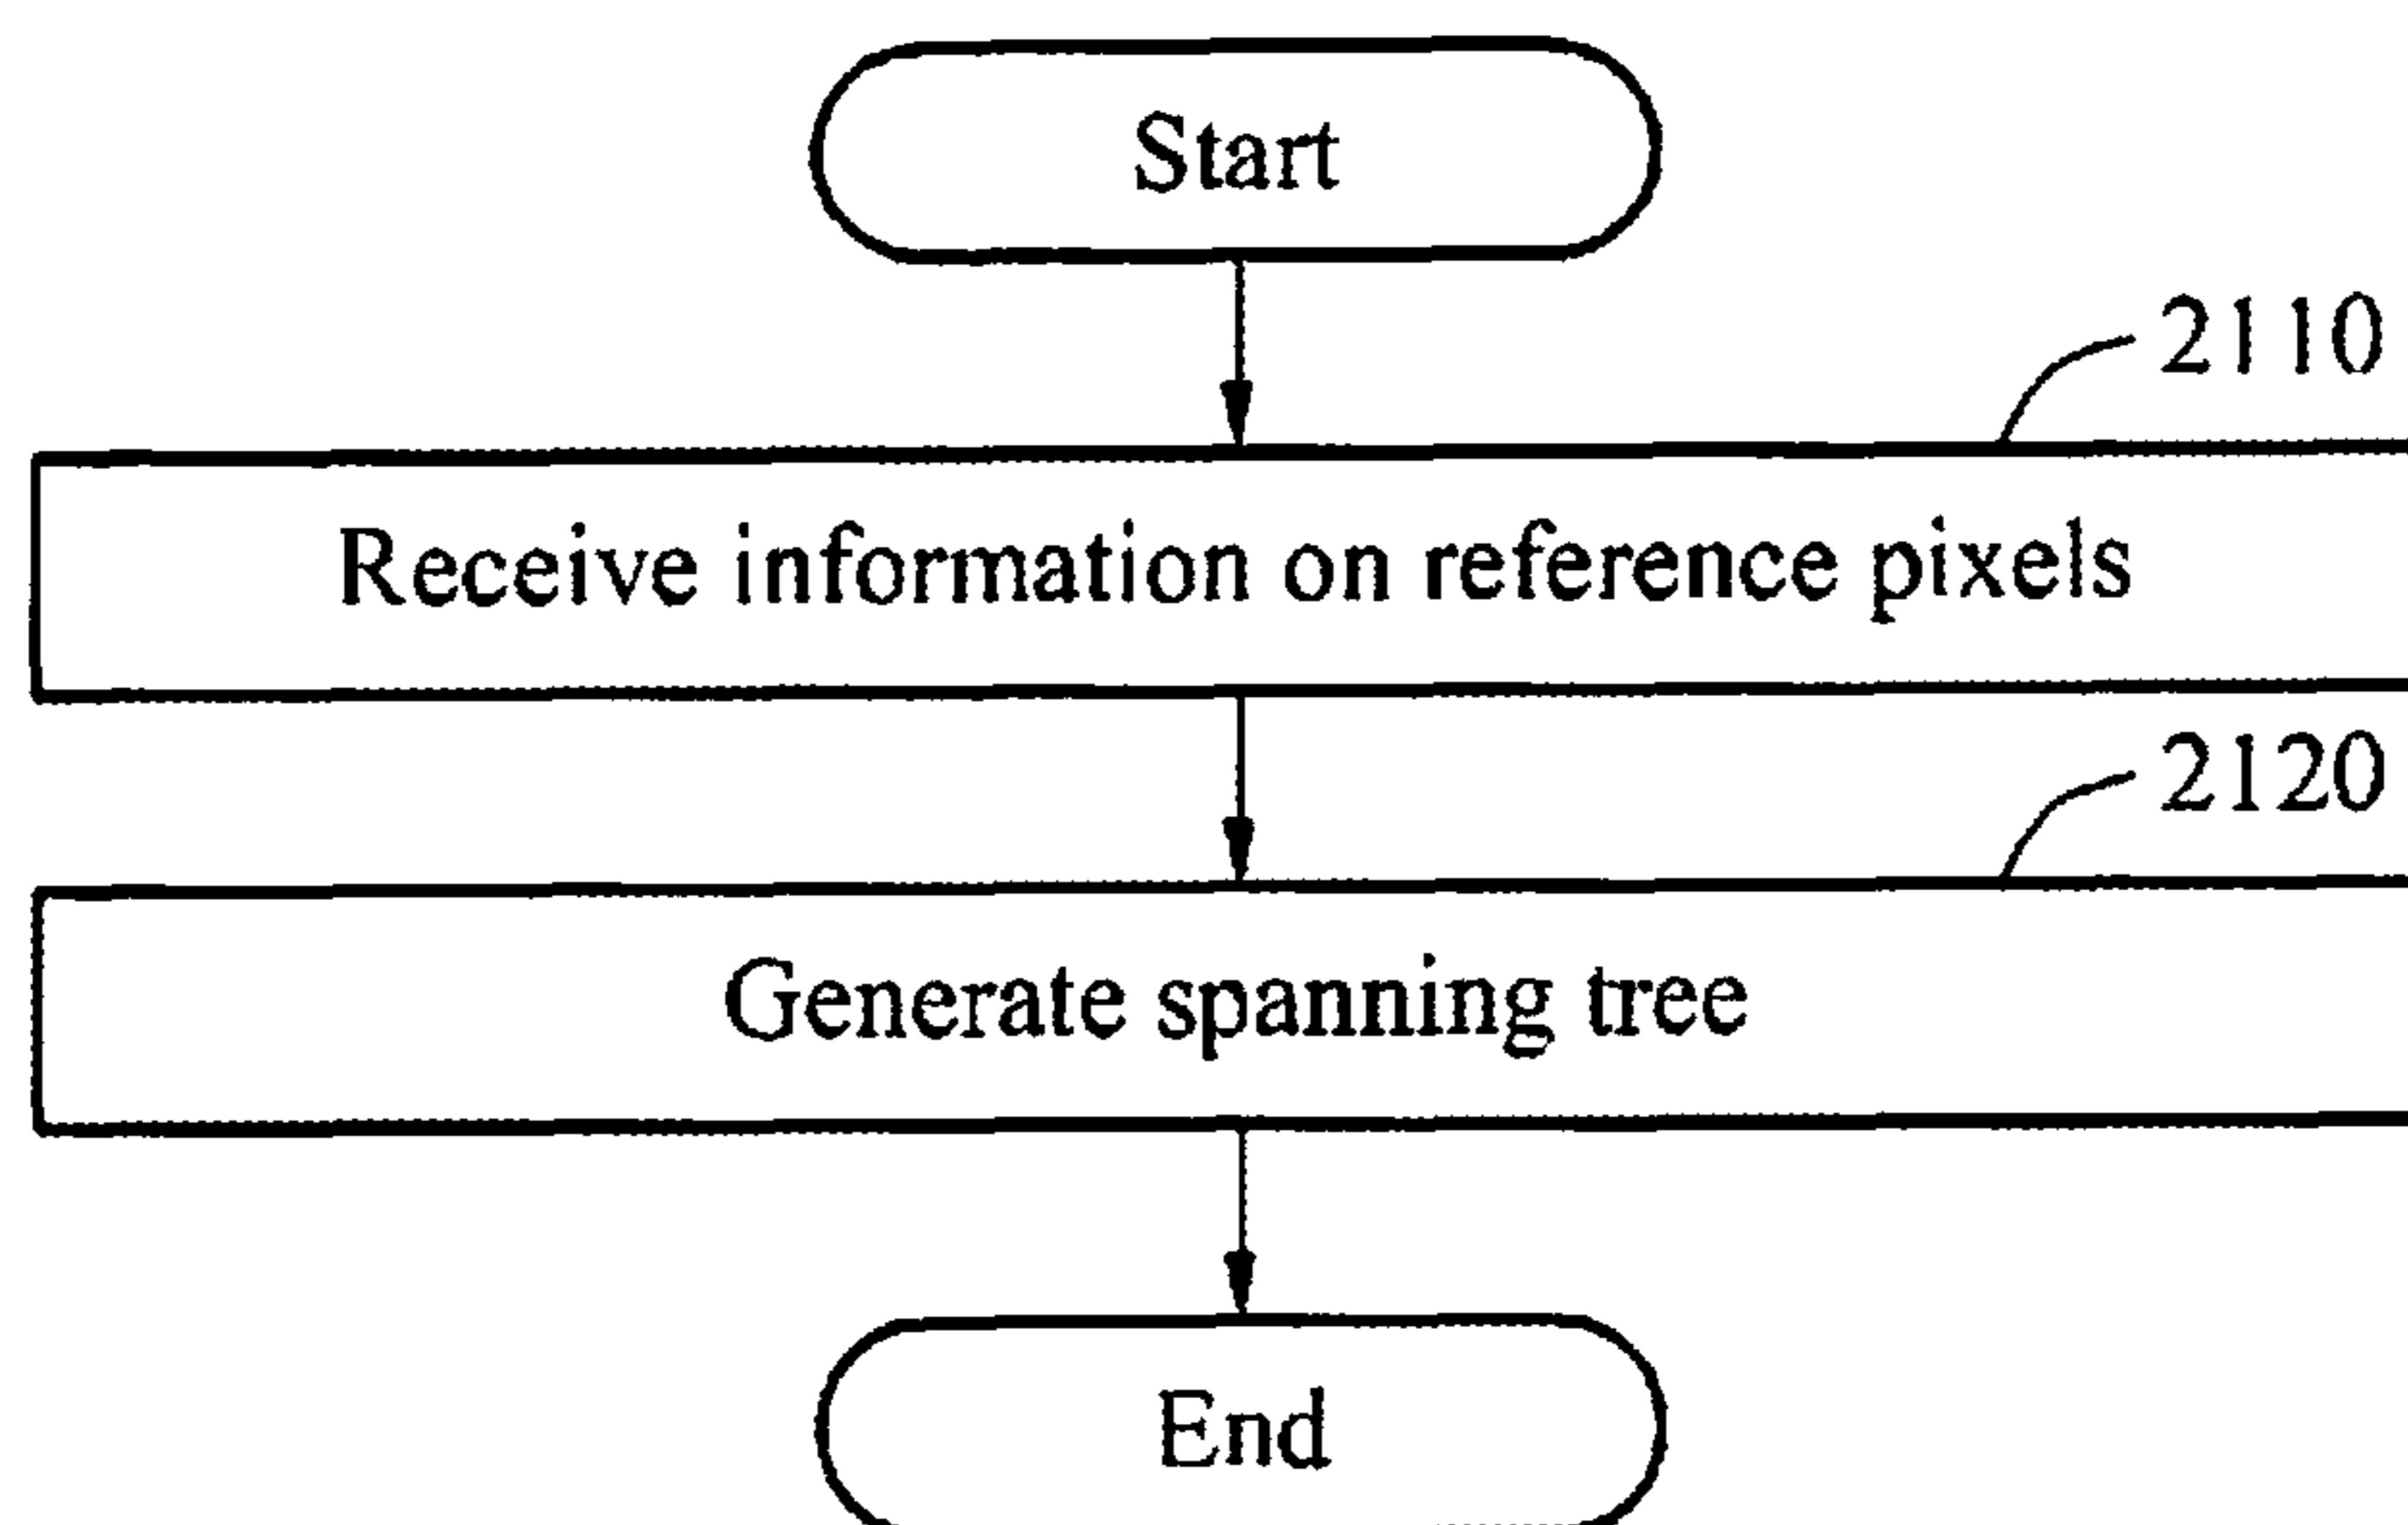 Start
2110
Receive information on reference pixels
2120
Generate spanning tree
End